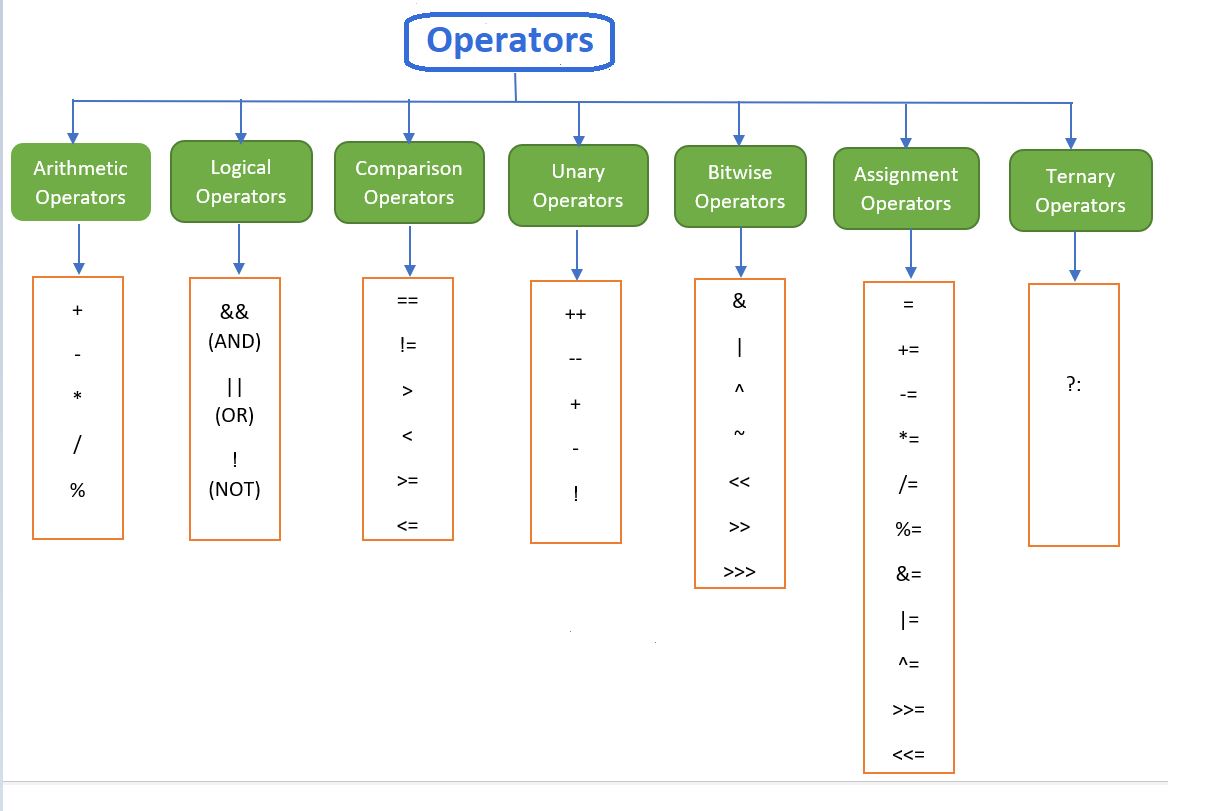 Operators
Arithmetic
Operators
Logical
Operators
Comparison
Operators
Unary
Operators
Bitwise
Operators
Assignment
Operators
Ternary
Operators
+
-
*
/
%
&&
(AND)
||
(OR)
!
(NOT)
==
!=
>
<
>=
<=
++
--
+
-
!
&
|
^
~
<<
>>
>>>
=
+=
-=
*=
/=
%=
&=
|=
^=
>>=
<<=
?: